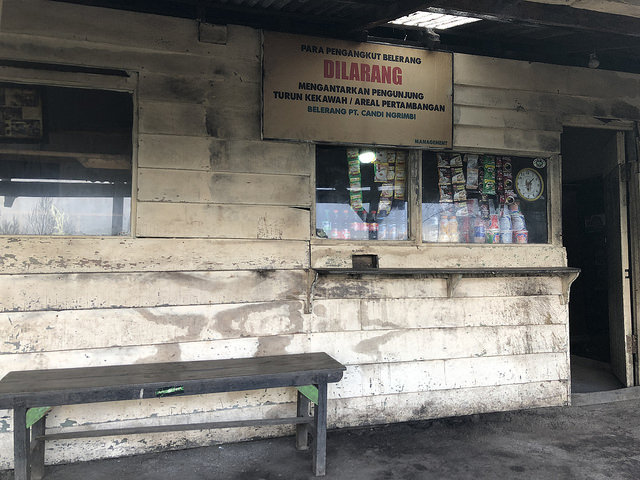 PARA PENGANGKUT BELERANG
DILARANG
MENGANTARKAN PENGUNJUNG
TURUN KEKAWAH / AREAL PERTAMBANGAN
BELERANG PT. CANDI NGRIMBI
MANAGEMENT